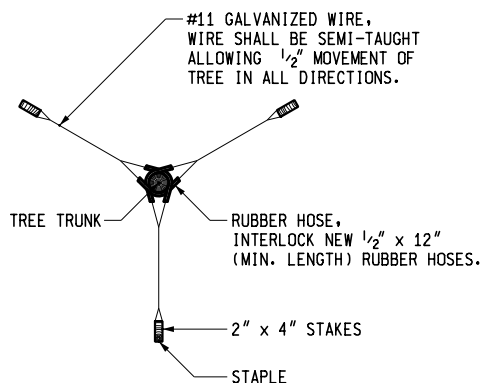 #11 GALVANIZED WIRE,
WIRE SHALL BE SEMI-TAUGHT
ALLOWING 1/2" MOVEMENT OF
TREE IN ALL DIRECTIONS.
TREE TRUNK
RUBBER HOSE,
INTERLOCK NEW 1/2" x 12"
(MIN. LENGTH) RUBBER HOSES.
2" x 4" STAKES
STAPLE